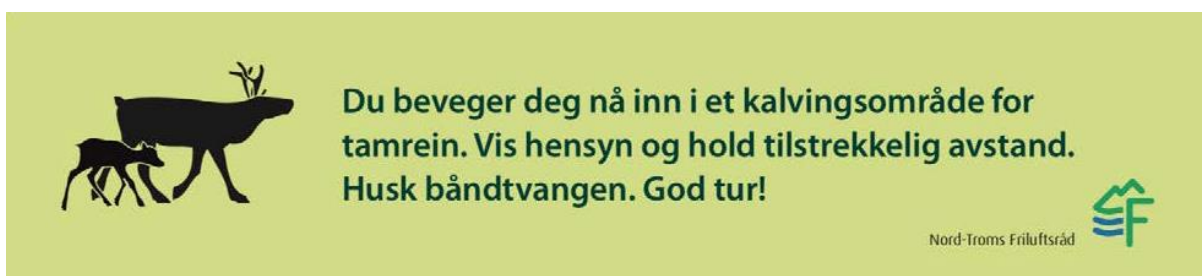 Du beveger deg nå inn i et kalvingsområde for
tamrein. Vis hensyn og hold tilstrekkelig avstand.
Husk båndtvangen. God tur!
Nord-Troms Friluftsråd